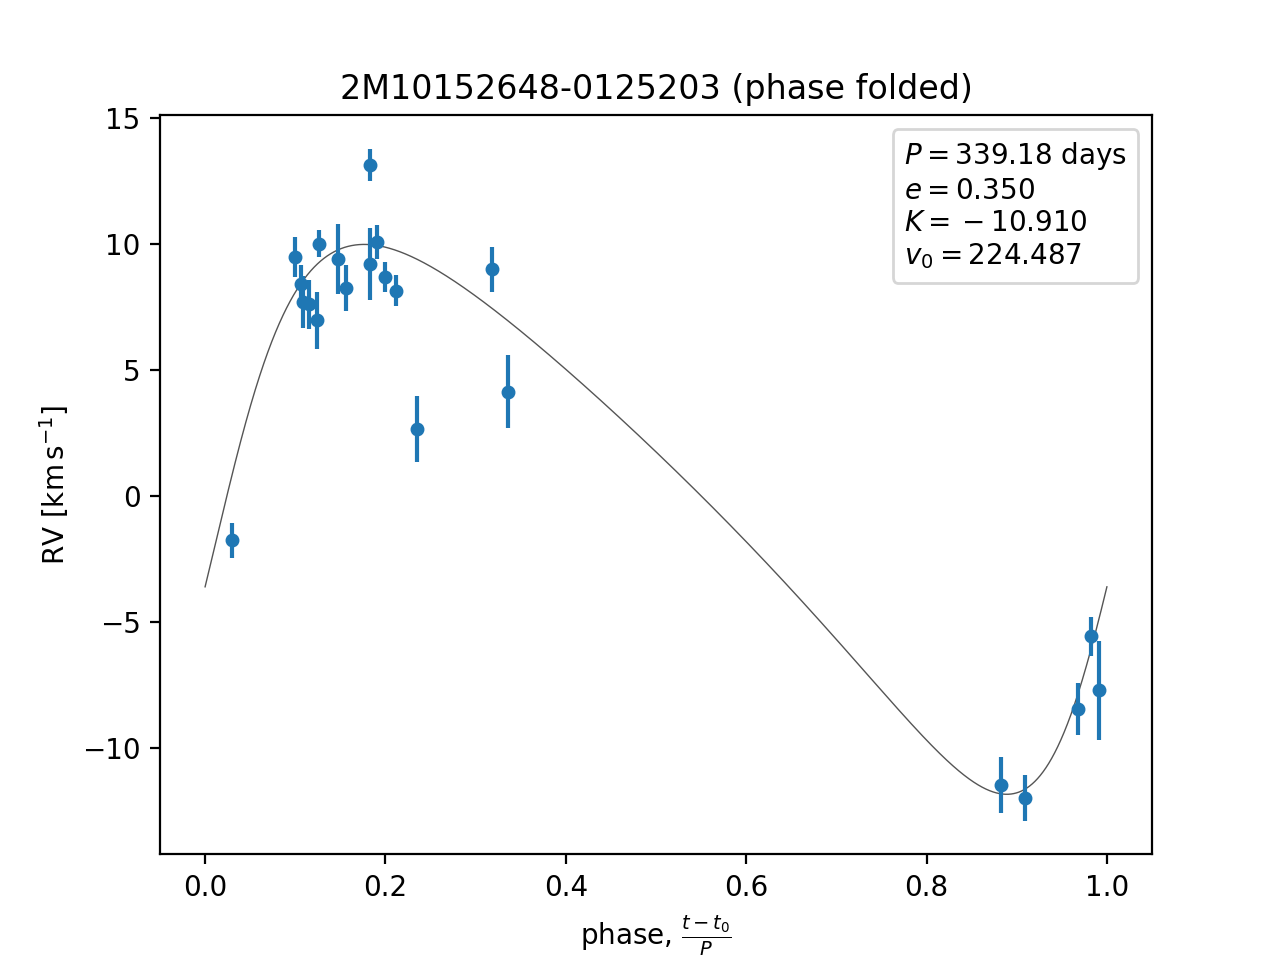 2M10152648-0125203 (phase folded)
P = 339.18 days
e = 0.350
K = −10.910
v₀ = 224.487
15
10
5
0
−5
−10
RV [km s⁻¹]
0.0 0.2 0.4 0.6 0.8 1.0
phase, (t − t₀)/P